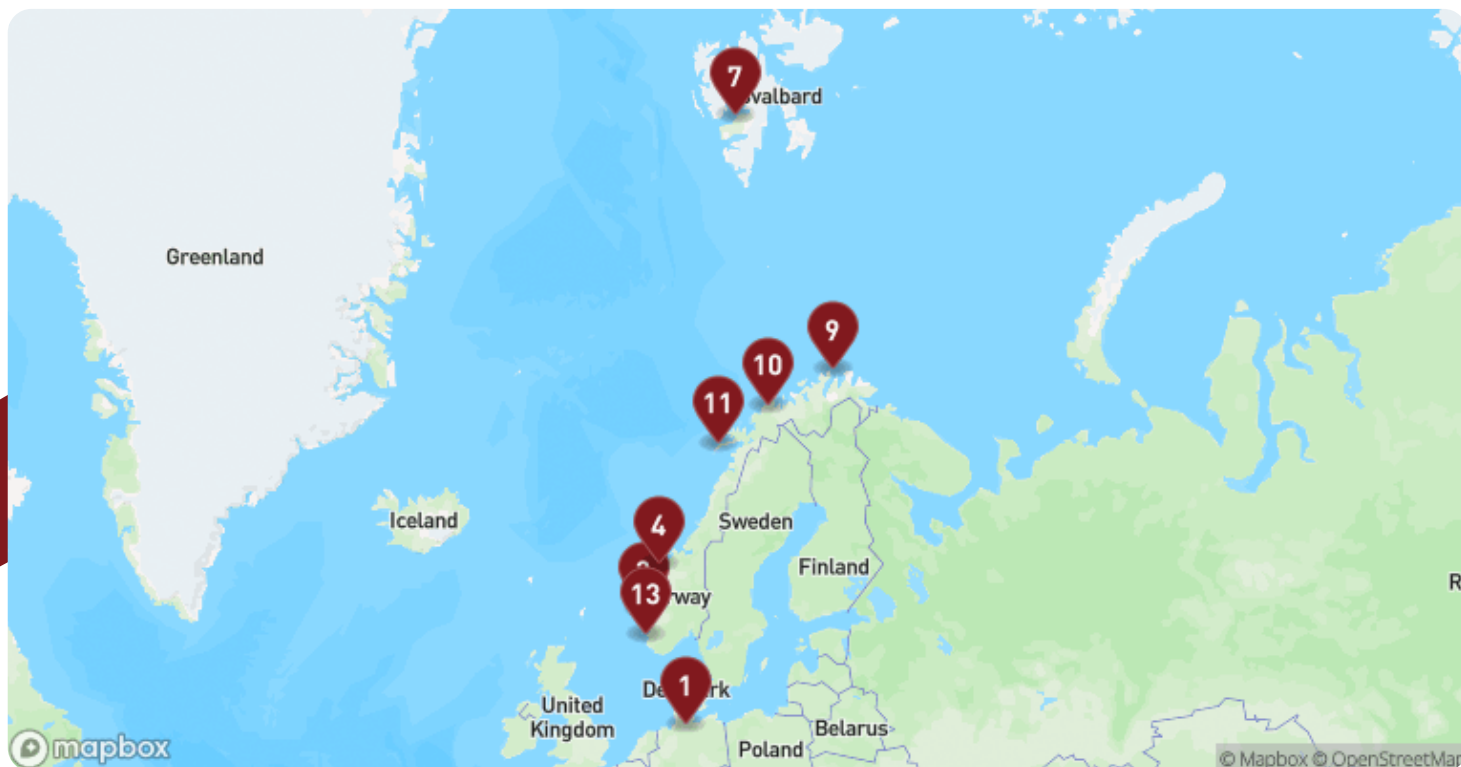 7
valbard
Greenland
9
10
11
4
Iceland
Sweden
Finland
13
rway
R
1
De
rk
United
Kingdom
Belarus
Poland
mapbox
© Mapbox © OpenStreetMap